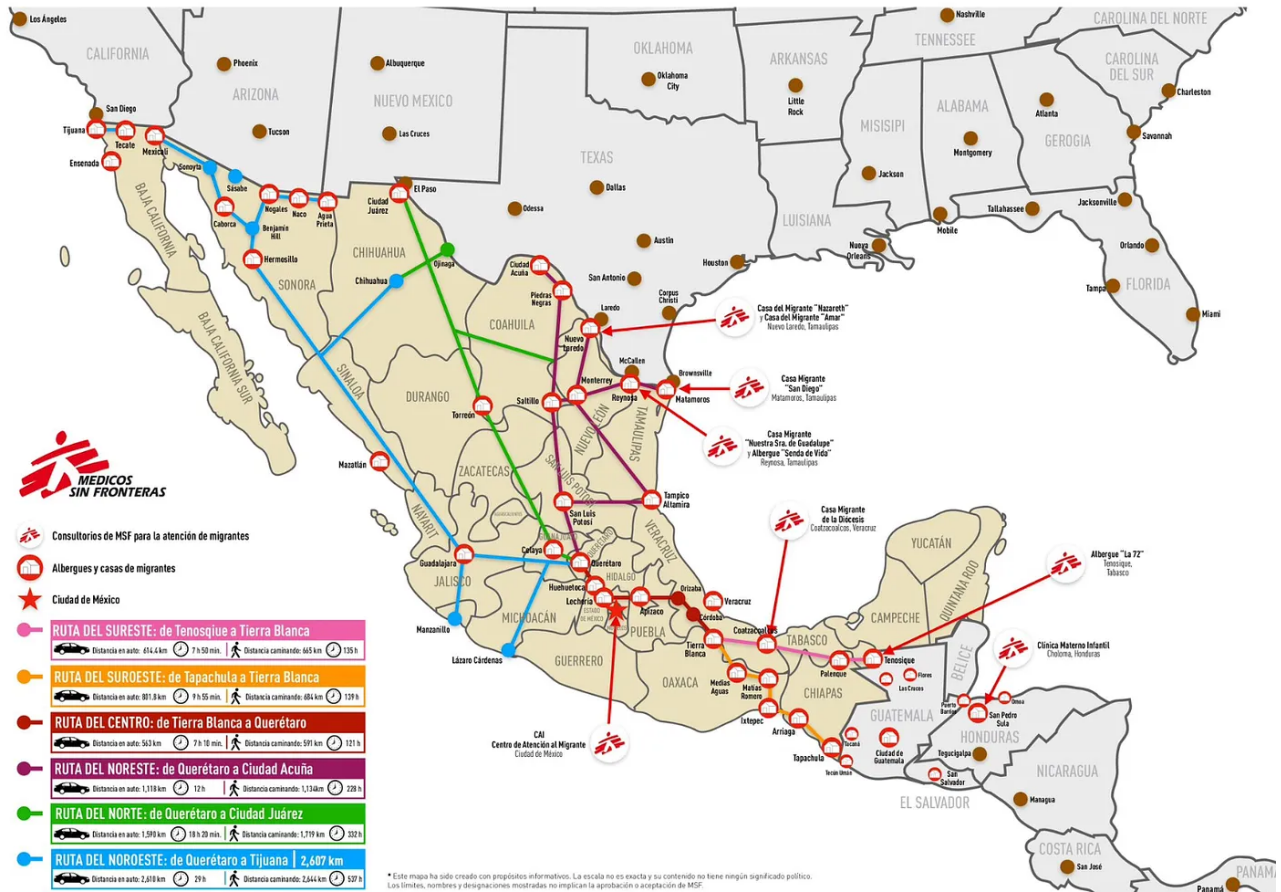 Los Ángeles
CALIFORNIA
San Diego
Tijuana
Tecate
Mexicali
Ensenada
BAJA CALIFORNIA
BAJA CALIFORNIA SUR
Phoenix
ARIZONA
Tucson
Sonoyta
Sásabe
Caborca
Nogales
Naco
Agua
Prieta
Benjamín
Hill
Hermosillo
SONORA
Albuquerque
NUEVO MEXICO
Las Cruces
El Paso
Ciudad
Juárez
CHIHUAHUA
Chihuahua
Ojinaga
OKLAHOMA
Oklahoma
City
TEXAS
Dallas
Odessa
Austin
San Antonio
Houston
Corpus
Christi
Laredo
McCallen
Brownsville
ARKANSAS
Little
Rock
LUISIANA
Nuova
Orleans
MISISIPI
Jackson
Nashville
TENNESSEE
ALABAMA
Montgomery
Mobile
CAROLINA DEL NORTE
CAROLINA
DEL SUR
Charleston
Atlanta
GEROGIA
Savannah
Tallahassee
Jacksonville
Orlando
Tampa
FLORIDA
Miami
Ciudad
Acuña
Piedras
Negras
COAHUILA
Nuevo
Laredo
Monterrey
Saltillo
Reynosa
Matamoros
NUEVO LEÓN
TAMAULIPAS
SINALOA
DURANGO
Torreón
Mazatlán
ZACATECAS
SAN LUIS POTOSÍ
San Luis
Potosí
Tampico
Altamira
NAYARIT
Guadalajara
JALISCO
Manzanillo
Celaya
Querétaro
QUERÉTARO
HIDALGO
Huehuetoca
Lechería
ESTADO
DE MÉXICO
MICHOACÁN
Lázaro Cárdenas
GUERRERO
Apizaco
PUEBLA
Orizaba
Córdoba
VERACRUZ
Veracruz
Tierra
Blanca
OAXACA
Medias
Aguas
Matías
Romero
Ixtepec
Arriaga
Tapachula
CHIAPAS
Coatzacoallcs
TABASCO
Palenque
Tenosique
CAMPECHE
YUCATÁN
QUINTANA ROO
BELICE
Flores
Las Cruces
GUATEMALA
Tacaná
Tecún Umán
Ciudad de
Guatemala
Puerto
Barrios
Omoa
San Pedro
Sula
HONDURAS
Tegucigalpa
San
Salvador
EL SALVADOR
NICARAGUA
Managua
COSTA RICA
San José
PANAMÁ
Panamá
Casa del Migrante "Nazareth"
y Casa del Migrante "Amar"
Nuevo Laredo, Tamaulipas
Casa Migrante
"San Diego"
Matamoros, Tamaulipas
Casa Migrante
"Nuestra Sra. de Guadalupe"
y Albergue "Senda de Vida"
Reynosa, Tamaulipas
Casa Migrante
de la Diócesis
Coatzacoalcos, Veracruz
Albergue "La 72"
Tenosique,
Tabasco
Clínica Materno Infantil
Choloma, Honduras
CAI
Centro de Atención al Migrante
Ciudad de México
MEDICOS
SIN FRONTERAS
Consultorios de MSF para la atención de migrantes
Albergues y casas de migrantes
Ciudad de México
RUTA DEL SURESTE: de Tenosqiue a Tierra Blanca
Distancia en auto: 614.4 km 7 h 50 min. Distancia caminando: 665 km 135 h
RUTA DEL SUROESTE: de Tapachula a Tierra Blanca
Distancia en auto: 801.8 km 9 h 55 min. Distancia caminando: 684 km 139 h
RUTA DEL CENTRO: de Tierra Blanca a Querétaro
Distancia en auto: 563 km 7 h 10 min. Distancia caminando: 591 km 121 h
RUTA DEL NORESTE: de Querétaro a Ciudad Acuña
Distancia en auto: 1,118 km 12 h Distancia caminando: 1,134km 228 h
RUTA DEL NORTE: de Querétaro a Ciudad Juárez
Distancia en auto: 1,590 km 18 h 20 min. Distancia caminando: 1,719 km 332 h
RUTA DEL NOROESTE: de Querétaro a Tijuana | 2,607 km
Distancia en auto: 2,610 km 29 h Distancia caminando: 2,644 km 537 h
* Este mapa ha sido creado con propósitos informativos. La escala no es exacta y su contenido no tiene ningún significado político.
Los límites, nombres y designaciones mostradas no implican la aprobación o aceptación de MSF.